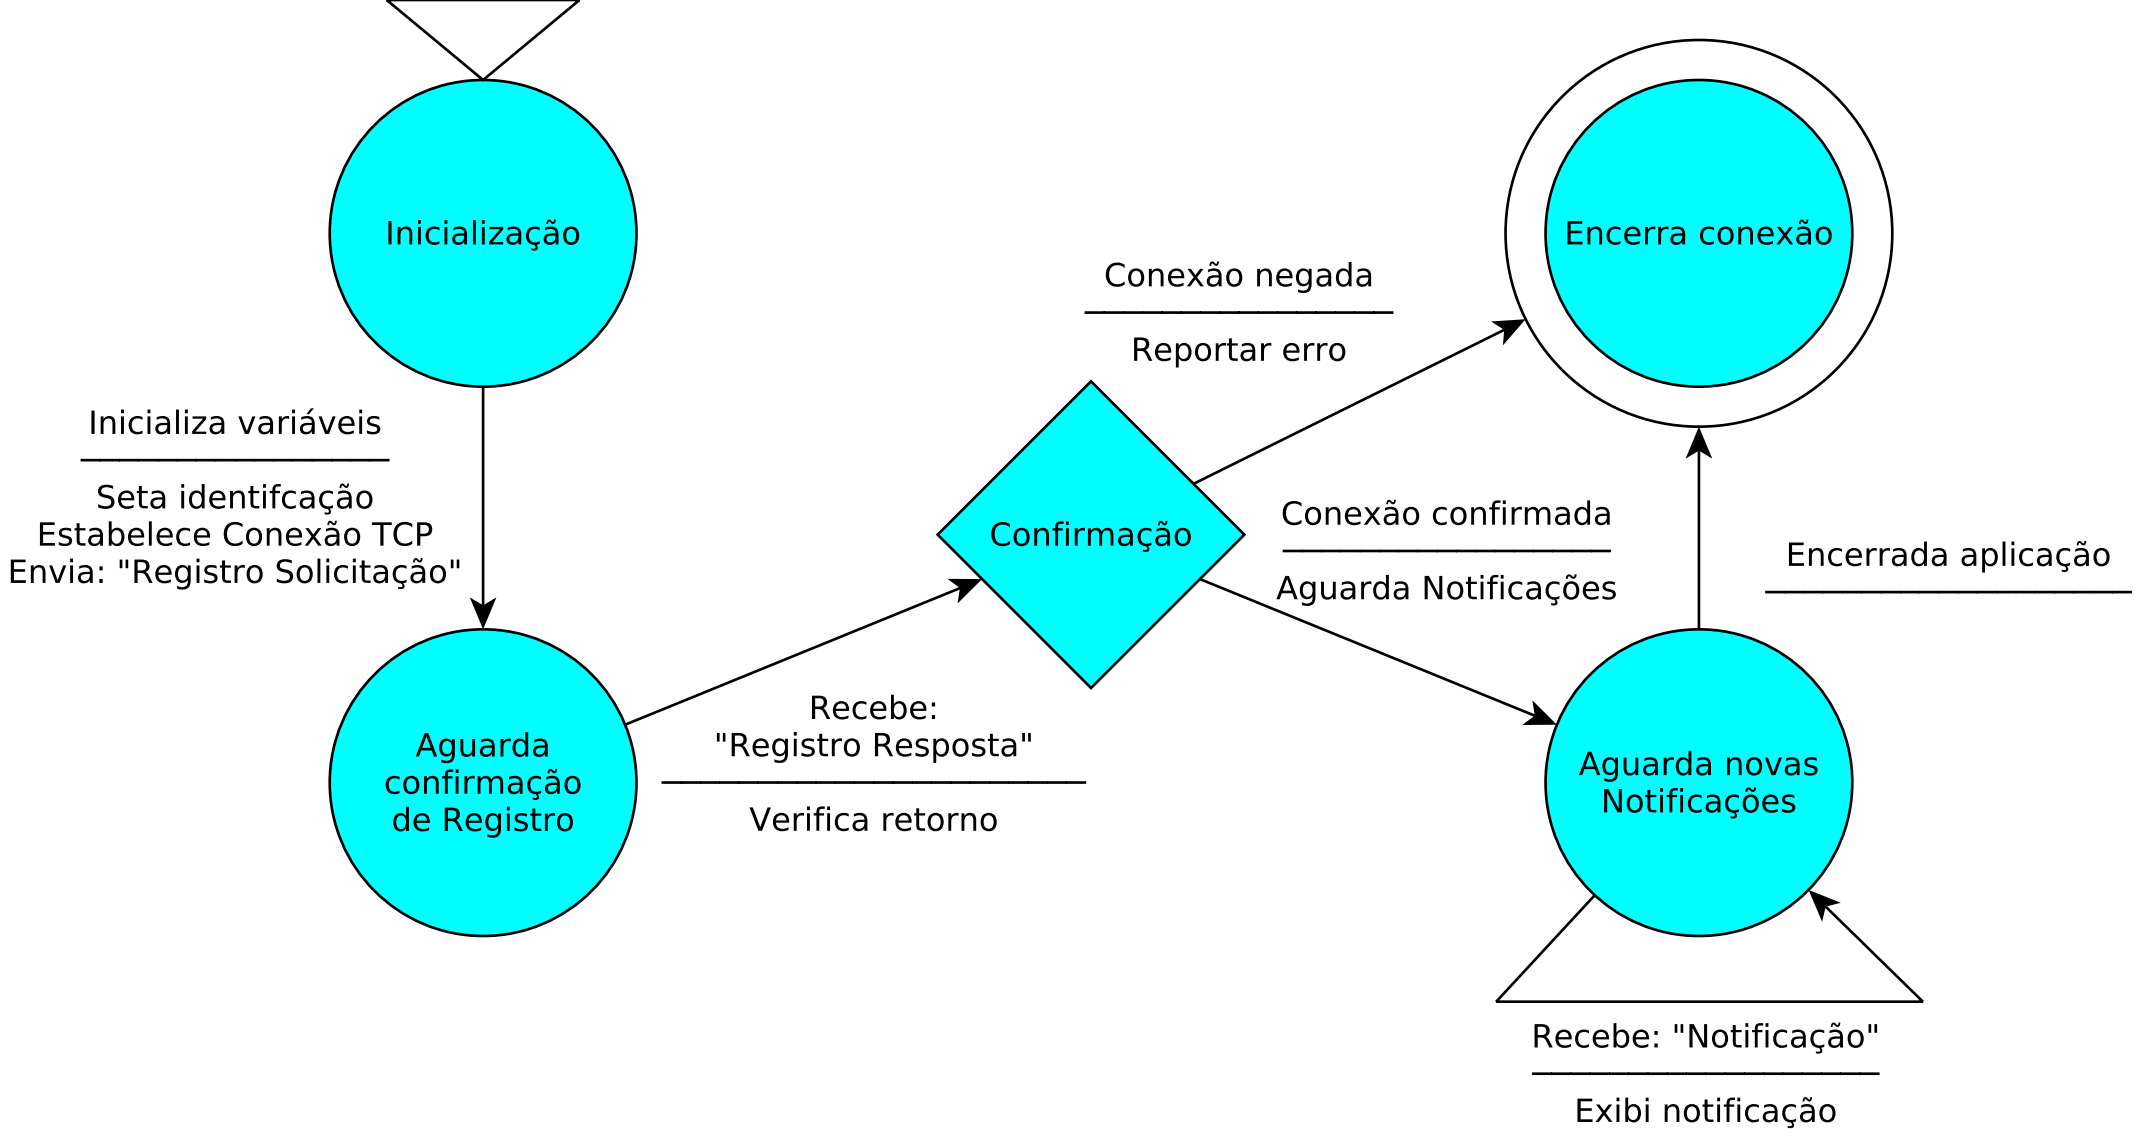 Inicialização
Encerra conexão
Conexão negada
Reportar erro
Inicializa variáveis
Seta identifcação
Estabelece Conexão TCP
Envia: "Registro Solicitação"
Confirmação
Conexão confirmada
Aguarda Notificações
Encerrada aplicação
Aguarda
confirmação
de Registro
Recebe:
"Registro Resposta"
Verifica retorno
Aguarda novas
Notificações
Recebe: "Notificação"
Exibi notificação